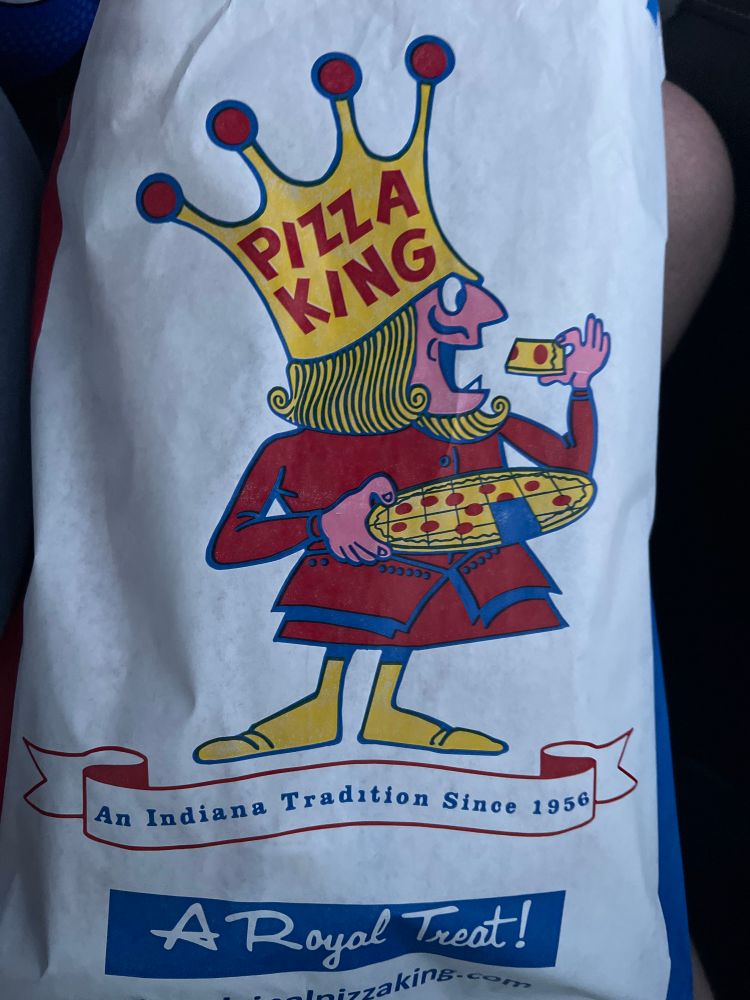 PIZZA
KING
An Indiana Tradition Since 1956
A Royal Treat!